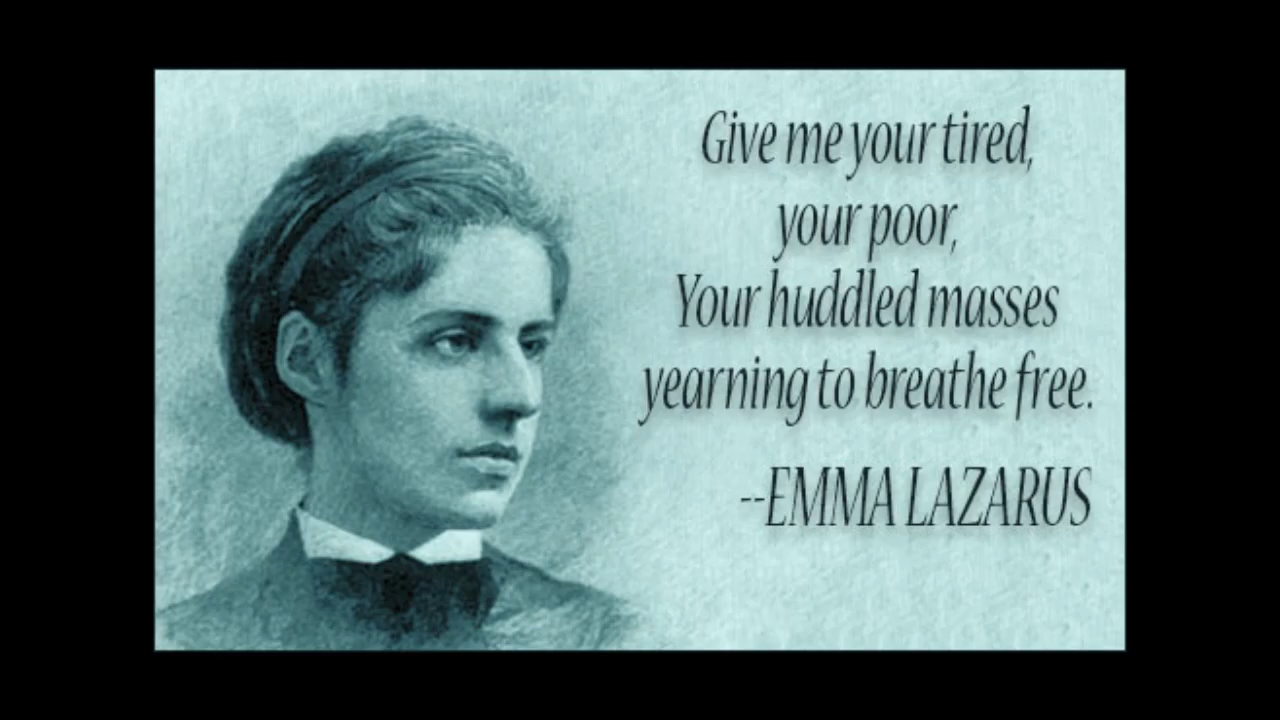 Give me your tired,
your poor,
Your huddled masses
yearning to breathe free.
--EMMA LAZARUS